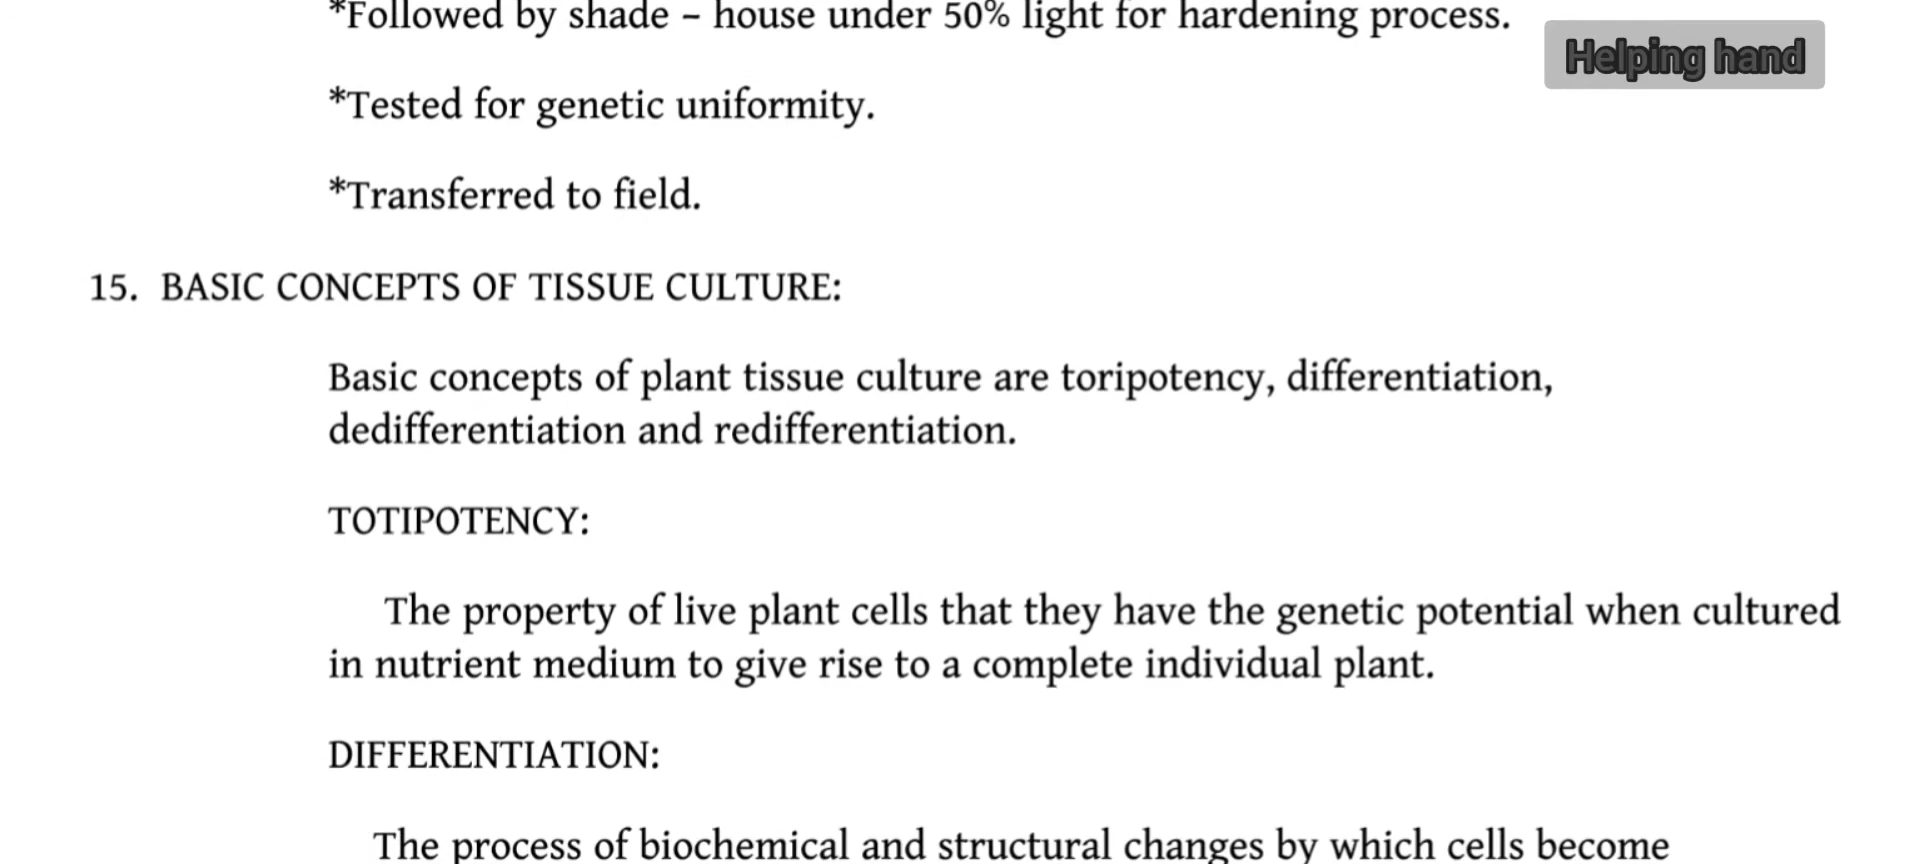 *Followed by shade – house under 50% light for hardening process.
Helping hand
*Tested for genetic uniformity.
*Transferred to field.
15. BASIC CONCEPTS OF TISSUE CULTURE:
Basic concepts of plant tissue culture are toripotency, differentiation,
dedifferentiation and redifferentiation.
TOTIPOTENCY:
The property of live plant cells that they have the genetic potential when cultured
in nutrient medium to give rise to a complete individual plant.
DIFFERENTIATION:
The process of biochemical and structural changes by which cells become